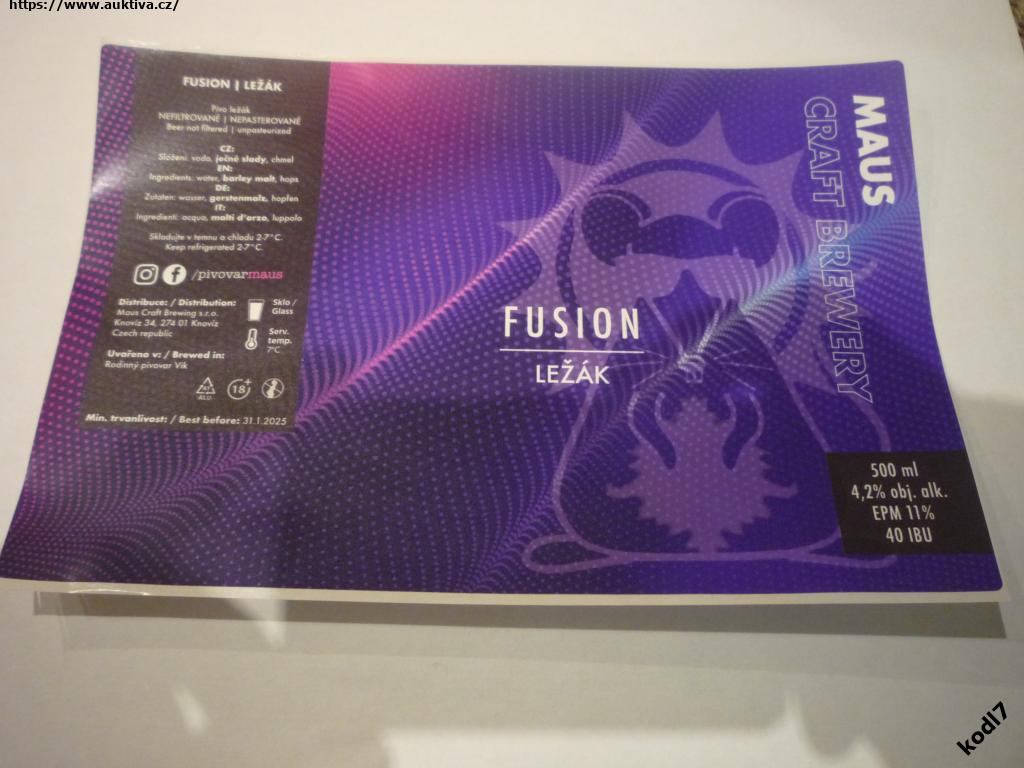 https://www.auktiva.cz/
FUSION | LEŽÁK
Pivo ležák
NEFILTROVANÉ | NEPASTEROVANÉ
Beer not filtered | unpasteurized
CZ:
Složení: voda, ječné slady, chmel
EN:
Ingredients: water, barley malt, hops
DE:
Zutaten: wasser, gerstenmalz, hopfen
IT:
Ingredienti: acqua, malti d'orzo, luppolo
Skladujte v temnu a chladu 2-7°C.
Keep refrigerated 2-7°C.
/pivovarmaus
Distribuce: / Distribution:
Maus Craft Brewing s.r.o.
Knovíz 34, 274 01 Knovíz
Czech republic
Sklo /
Glass
Serv.
temp.
7°C
Uvařeno v: / Brewed in:
Rodinný pivovar Vik
41
ALU
18+
Min. trvanlivost: / Best before: 31.1.2025
FUSION
LEŽÁK
MAUS
CRAFT BREWERY
500 ml
4,2% obj. alk.
EPM 11%
40 IBU
kodl7